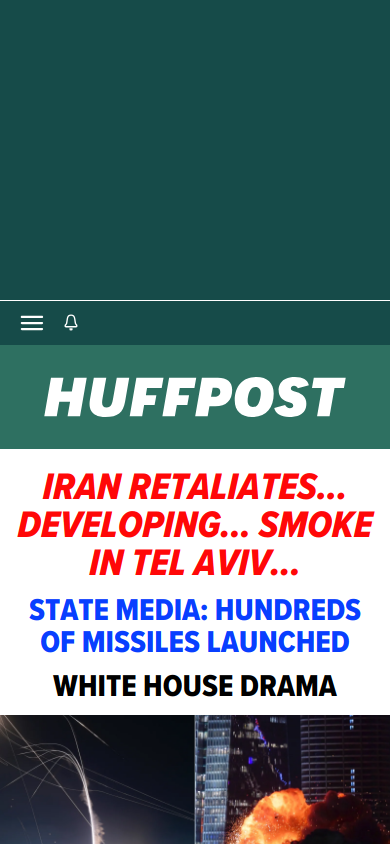 HUFFPOST
IRAN RETALIATES...
DEVELOPING... SMOKE
IN TEL AVIV...
STATE MEDIA: HUNDREDS
OF MISSILES LAUNCHED
WHITE HOUSE DRAMA